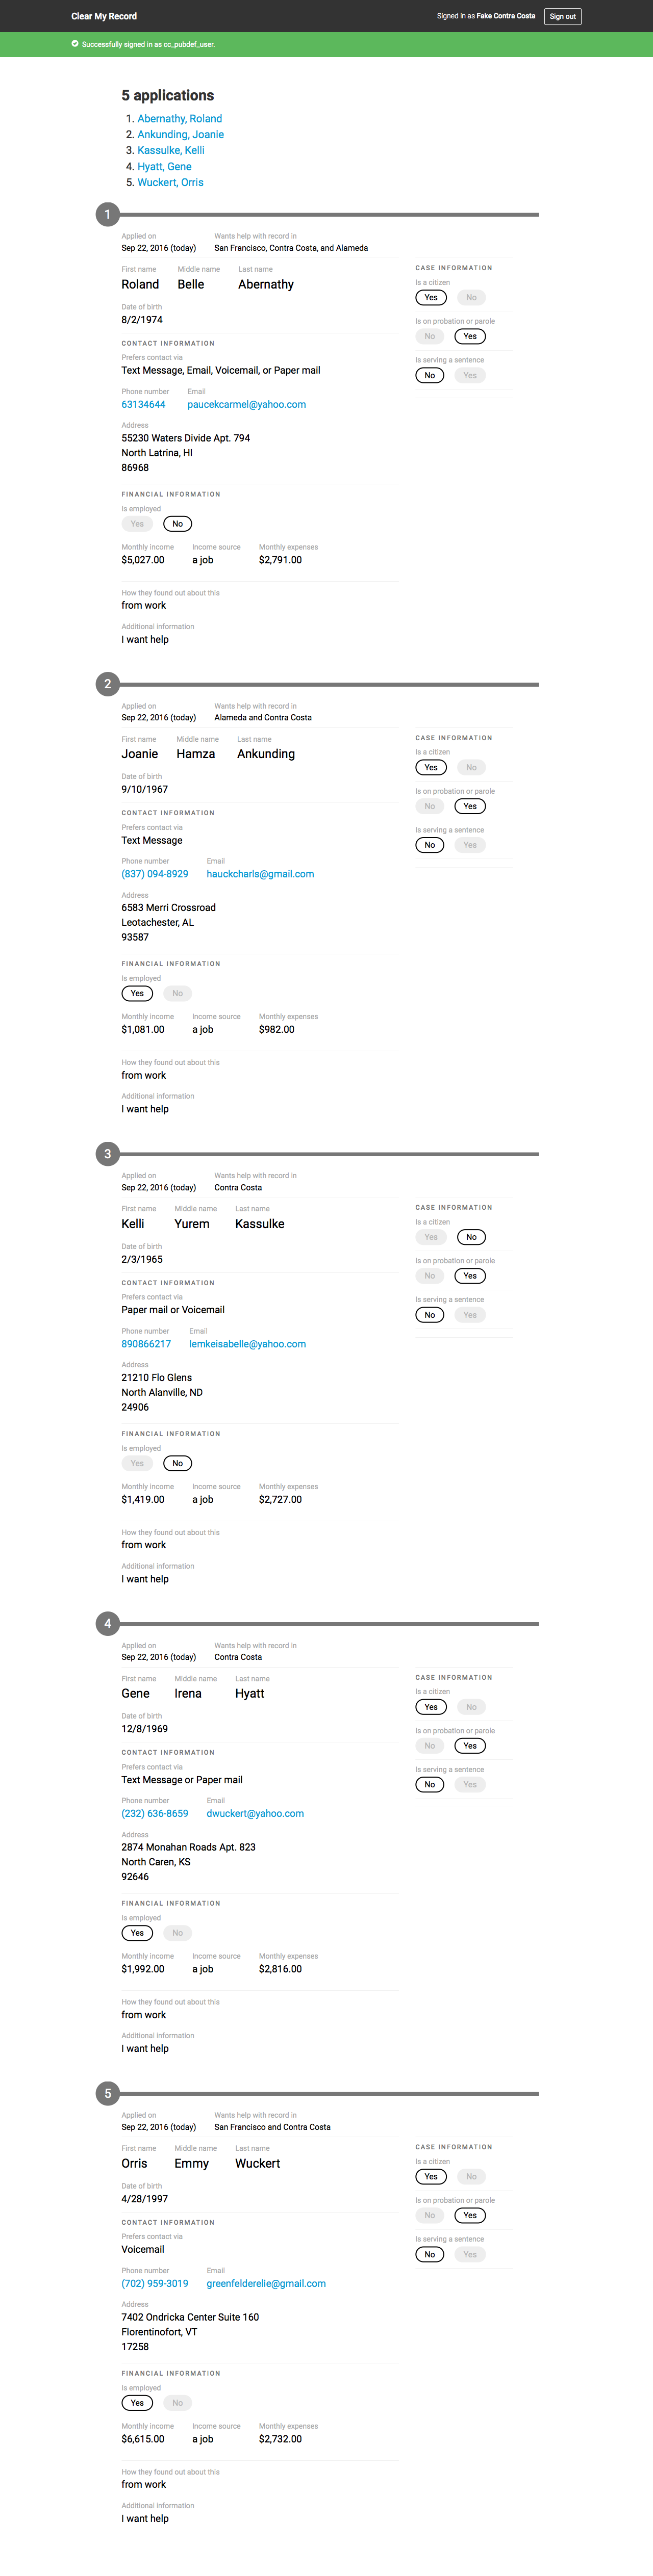 Clear My Record Signed in as Fake Contra Costa Sign out
Successfully signed in as cc_pubdef_user.
5 applications
1. Abernathy, Roland
2. Ankunding, Joanie
3. Kassulke, Kelli
4. Hyatt, Gene
5. Wuckert, Orris
1
Applied on Wants help with record in
Sep 22, 2016 (today) San Francisco, Contra Costa, and Alameda
First name Middle name Last name
Roland Belle Abernathy
Date of birth
8/2/1974
CONTACT INFORMATION
Prefers contact via
Text Message, Email, Voicemail, or Paper mail
Phone number Email
63134644 paucekcarmel@yahoo.com
Address
55230 Waters Divide Apt. 794
North Latrina, HI
86968
FINANCIAL INFORMATION
Is employed
Yes No
Monthly income Income source Monthly expenses
$5,027.00 a job $2,791.00
How they found out about this
from work
Additional information
I want help
CASE INFORMATION
Is a citizen
Yes No
Is on probation or parole
No Yes
Is serving a sentence
No Yes
2
Applied on Wants help with record in
Sep 22, 2016 (today) Alameda and Contra Costa
First name Middle name Last name
Joanie Hamza Ankunding
Date of birth
9/10/1967
CONTACT INFORMATION
Prefers contact via
Text Message
Phone number Email
(837) 094-8929 hauckcharls@gmail.com
Address
6583 Merri Crossroad
Leotachester, AL
93587
FINANCIAL INFORMATION
Is employed
Yes No
Monthly income Income source Monthly expenses
$1,081.00 a job $982.00
How they found out about this
from work
Additional information
I want help
CASE INFORMATION
Is a citizen
Yes No
Is on probation or parole
No Yes
Is serving a sentence
No Yes
3
Applied on Wants help with record in
Sep 22, 2016 (today) Contra Costa
First name Middle name Last name
Kelli Yurem Kassulke
Date of birth
2/3/1965
CONTACT INFORMATION
Prefers contact via
Paper mail or Voicemail
Phone number Email
890866217 lemkeisabelle@yahoo.com
Address
21210 Flo Glens
North Alanville, ND
24906
FINANCIAL INFORMATION
Is employed
Yes No
Monthly income Income source Monthly expenses
$1,419.00 a job $2,727.00
How they found out about this
from work
Additional information
I want help
CASE INFORMATION
Is a citizen
Yes No
Is on probation or parole
No Yes
Is serving a sentence
No Yes
4
Applied on Wants help with record in
Sep 22, 2016 (today) Contra Costa
First name Middle name Last name
Gene Irena Hyatt
Date of birth
12/8/1969
CONTACT INFORMATION
Prefers contact via
Text Message or Paper mail
Phone number Email
(232) 636-8659 dwuckert@yahoo.com
Address
2874 Monahan Roads Apt. 823
North Caren, KS
92646
FINANCIAL INFORMATION
Is employed
Yes No
Monthly income Income source Monthly expenses
$1,992.00 a job $2,816.00
How they found out about this
from work
Additional information
I want help
CASE INFORMATION
Is a citizen
Yes No
Is on probation or parole
No Yes
Is serving a sentence
No Yes
5
Applied on Wants help with record in
Sep 22, 2016 (today) San Francisco and Contra Costa
First name Middle name Last name
Orris Emmy Wuckert
Date of birth
4/28/1997
CONTACT INFORMATION
Prefers contact via
Voicemail
Phone number Email
(702) 959-3019 greenfelderelie@gmail.com
Address
7402 Ondricka Center Suite 160
Florentinofort, VT
17258
FINANCIAL INFORMATION
Is employed
Yes No
Monthly income Income source Monthly expenses
$6,615.00 a job $2,732.00
How they found out about this
from work
Additional information
I want help
CASE INFORMATION
Is a citizen
Yes No
Is on probation or parole
No Yes
Is serving a sentence
No Yes